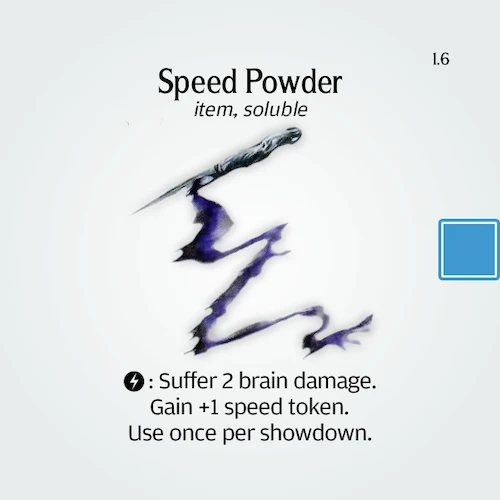 1.6
Speed Powder
item, soluble
: Suffer 2 brain damage.
Gain +1 speed token.
Use once per showdown.